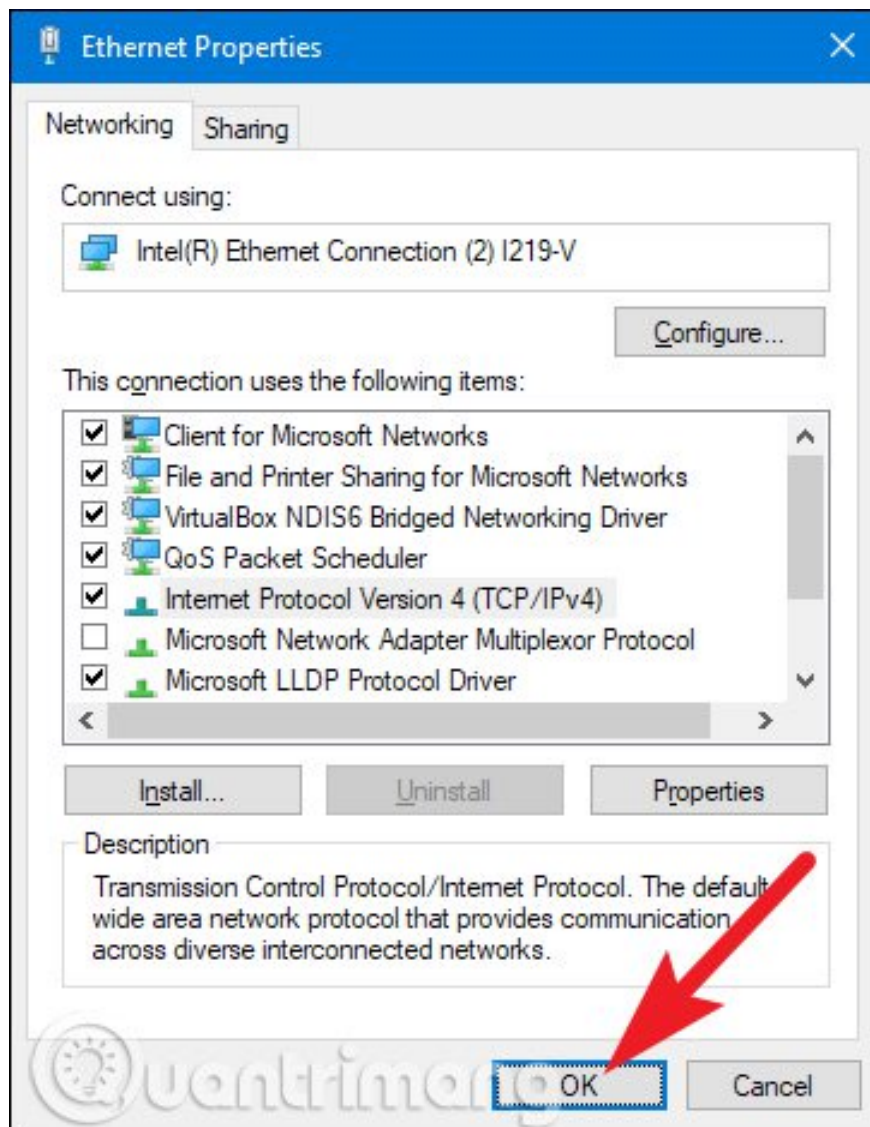 Ethernet Properties
Networking
Sharing
Connect using:
Intel(R) Ethernet Connection (2) I219-V
Configure...
This connection uses the following items:
Client for Microsoft Networks
File and Printer Sharing for Microsoft Networks
VirtualBox NDIS6 Bridged Networking Driver
QoS Packet Scheduler
Internet Protocol Version 4 (TCP/IPv4)
Microsoft Network Adapter Multiplexor Protocol
Microsoft LLDP Protocol Driver
Install...
Uninstall
Properties
Description
Transmission Control Protocol/Internet Protocol. The default
wide area network protocol that provides communication
across diverse interconnected networks.
Quantrimang
OK
Cancel